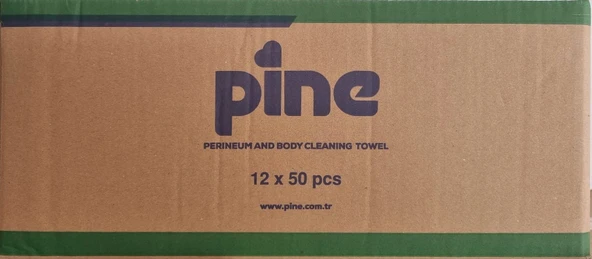 pine
PERINEUM AND BODY CLEANING TOWEL
12 x 50 pcs
www.pine.com.tr